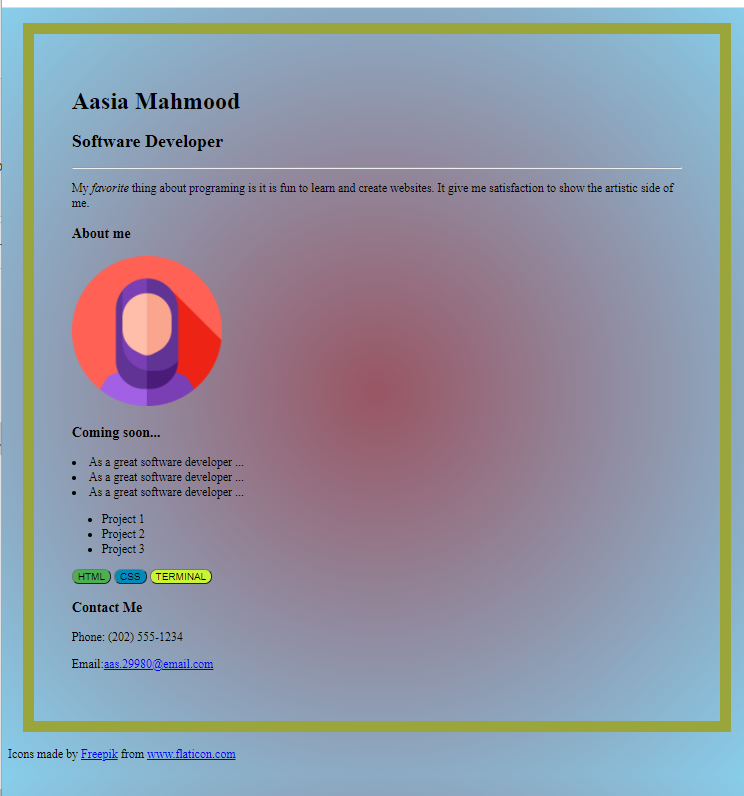 Aasia Mahmood
Software Developer
My favorite thing about programing is it is fun to learn and create websites. It give me satisfaction to show the artistic side of
me.
About me
Coming soon...
As a great software developer ...
As a great software developer ...
As a great software developer ...
Project 1
Project 2
Project 3
HTML CSS TERMINAL
Contact Me
Phone: (202) 555-1234
Email:aas.29980@email.com
Icons made by Freepik from www.flaticon.com